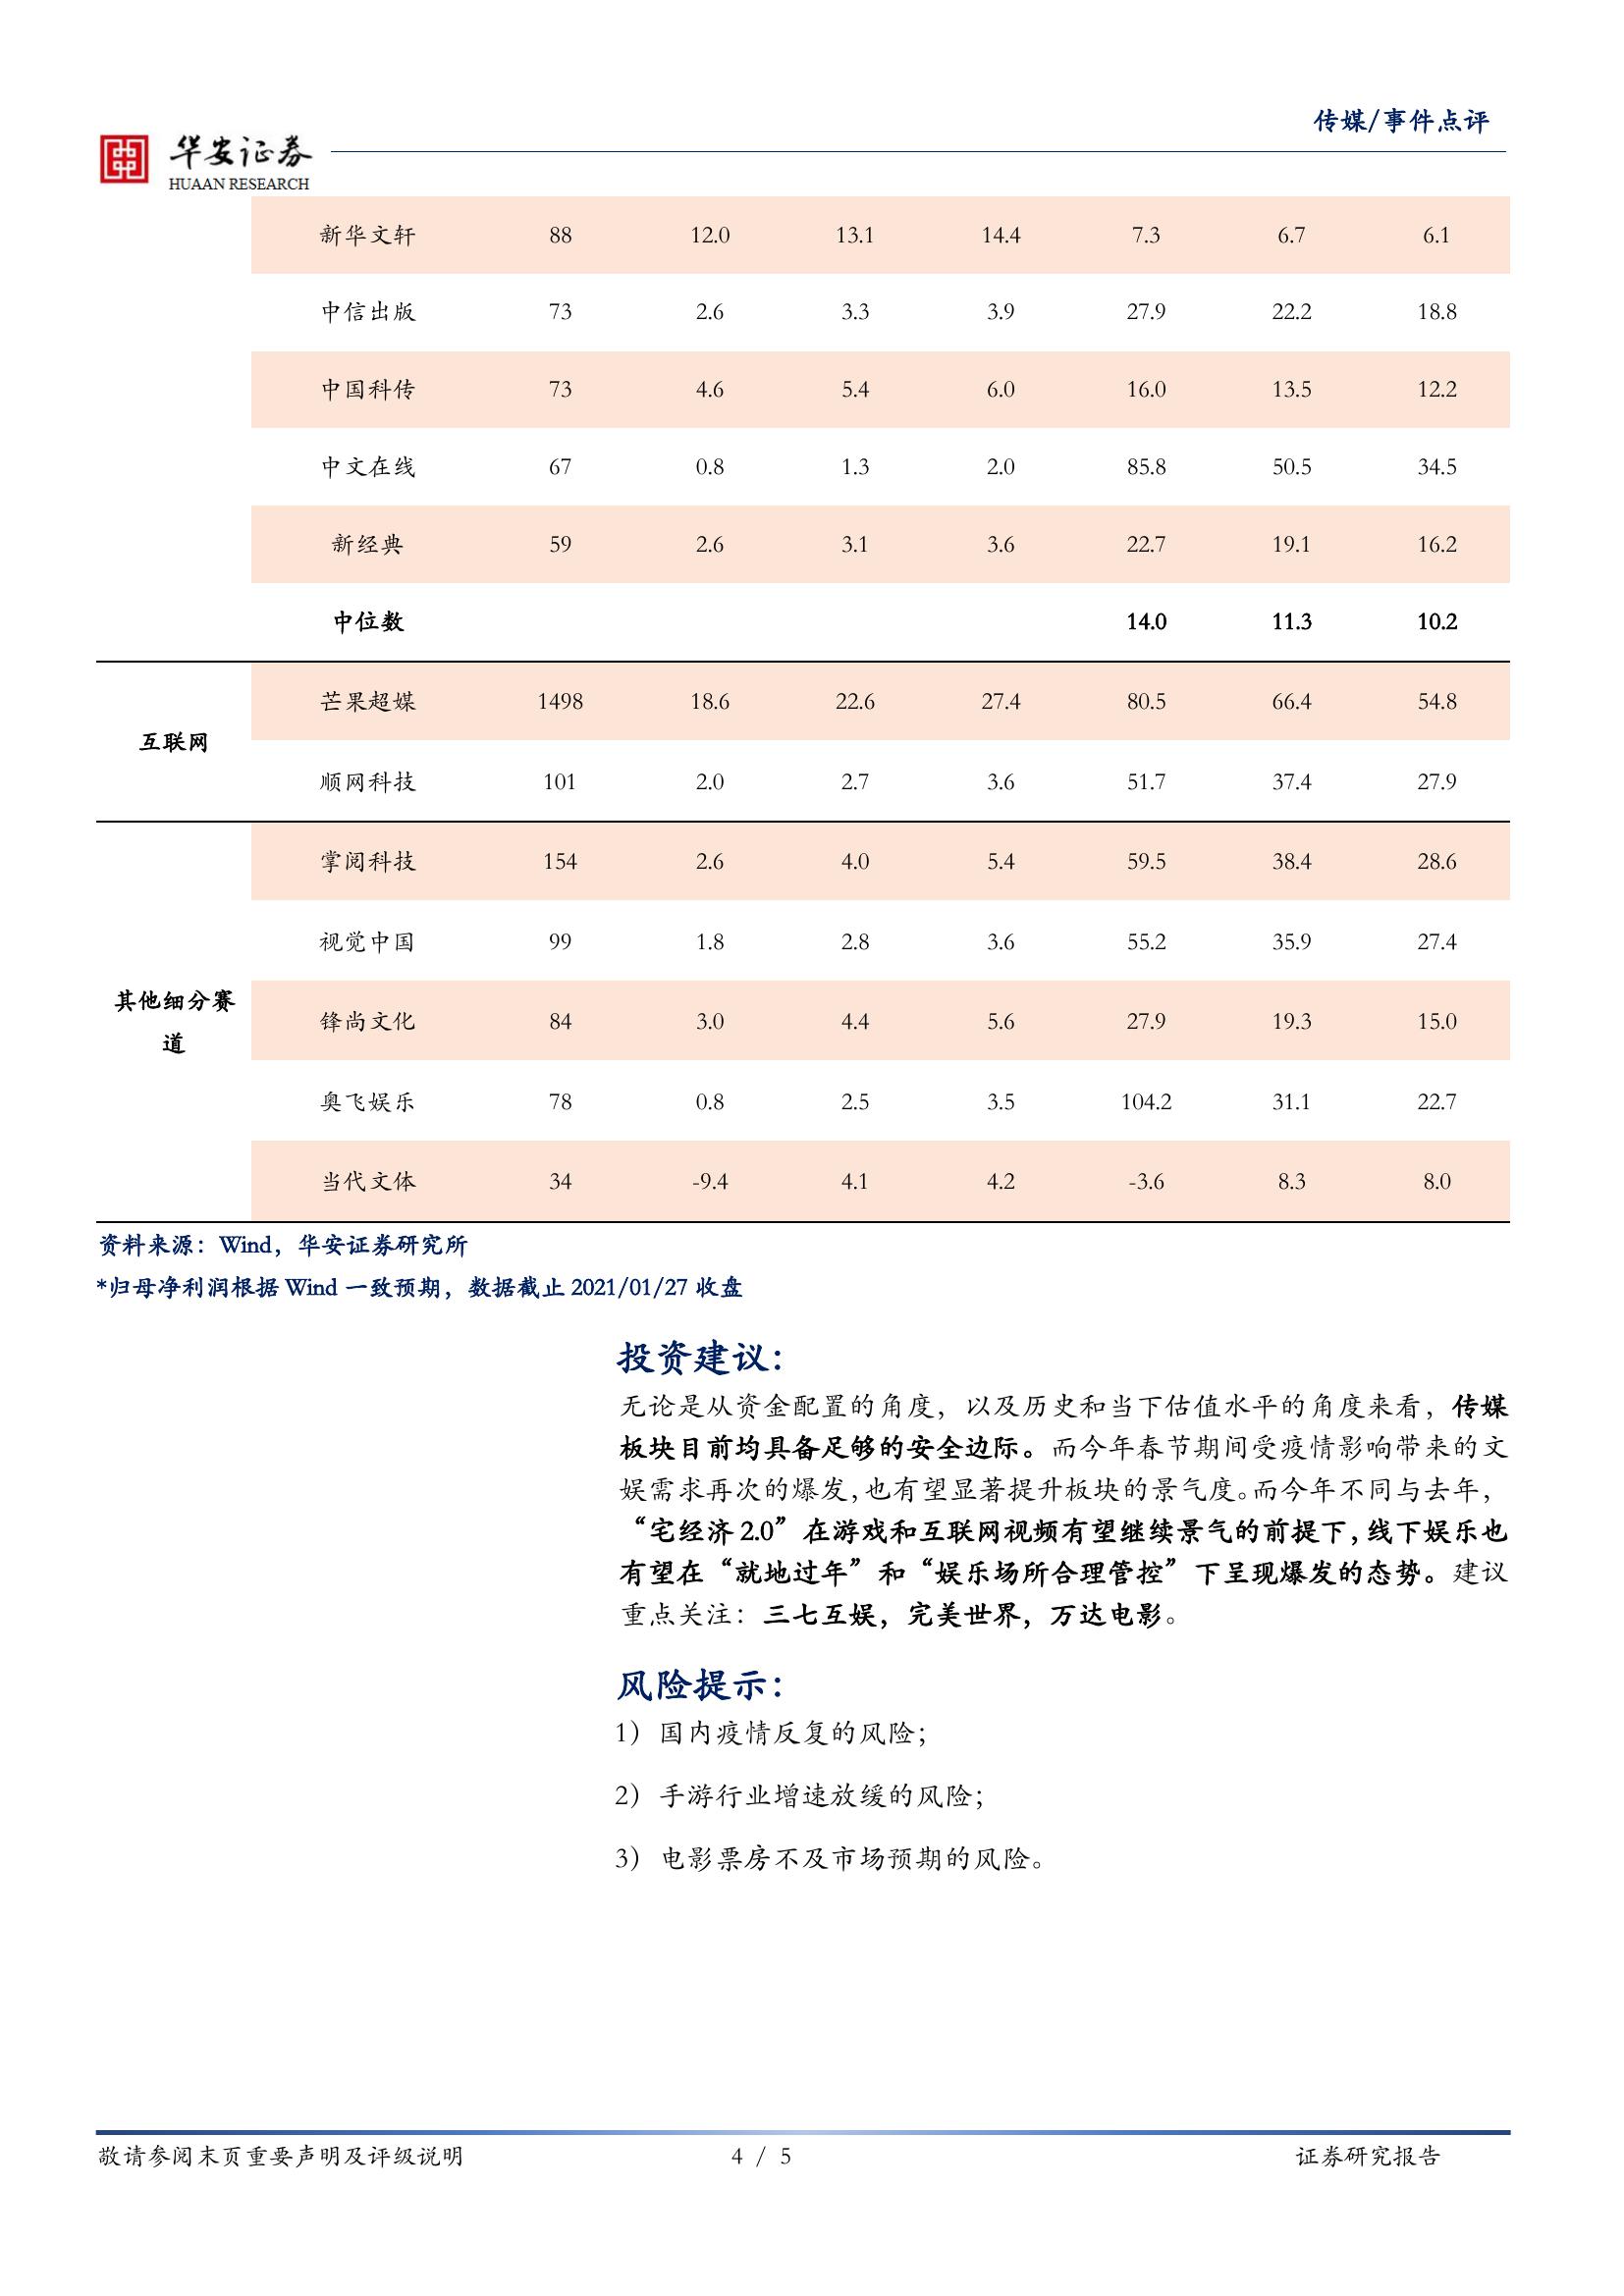 传媒/事件点评
华安证券
HUAAN RESEARCH
新华文轩 88 12.0 13.1 14.4 7.3 6.7 6.1
中信出版 73 2.6 3.3 3.9 27.9 22.2 18.8
中国科传 73 4.6 5.4 6.0 16.0 13.5 12.2
中文在线 67 0.8 1.3 2.0 85.8 50.5 34.5
新经典 59 2.6 3.1 3.6 22.7 19.1 16.2
中位数 14.0 11.3 10.2
互联网
芒果超媒 1498 18.6 22.6 27.4 80.5 66.4 54.8
顺网科技 101 2.0 2.7 3.6 51.7 37.4 27.9
其他细分赛
道
掌阅科技 154 2.6 4.0 5.4 59.5 38.4 28.6
视觉中国 99 1.8 2.8 3.6 55.2 35.9 27.4
锋尚文化 84 3.0 4.4 5.6 27.9 19.3 15.0
奥飞娱乐 78 0.8 2.5 3.5 104.2 31.1 22.7
当代文体 34 -9.4 4.1 4.2 -3.6 8.3 8.0
资料来源：Wind，华安证券研究所
*归母净利润根据 Wind 一致预期，数据截止 2021/01/27 收盘
投资建议：
无论是从资金配置的角度，以及历史和当下估值水平的角度来看，传媒
板块目前均具备足够的安全边际。而今年春节期间受疫情影响带来的文
娱需求再次的爆发，也有望显著提升板块的景气度。而今年不同与去年，
“宅经济 2.0”在游戏和互联网视频有望继续景气的前提下，线下娱乐也
有望在“就地过年”和“娱乐场所合理管控”下呈现爆发的态势。建议
重点关注：三七互娱，完美世界，万达电影。
风险提示：
1）国内疫情反复的风险；
2）手游行业增速放缓的风险；
3）电影票房不及市场预期的风险。
敬请参阅末页重要声明及评级说明 4 / 5 证券研究报告